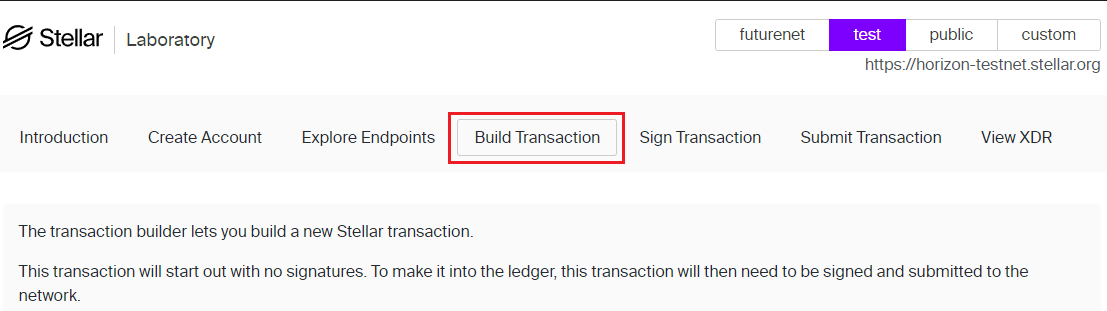 Stellar Laboratory
futurenet test public custom
https://horizon-testnet.stellar.org
Introduction Create Account Explore Endpoints Build Transaction Sign Transaction Submit Transaction View XDR
The transaction builder lets you build a new Stellar transaction.
This transaction will start out with no signatures. To make it into the ledger, this transaction will then need to be signed and submitted to the
network.